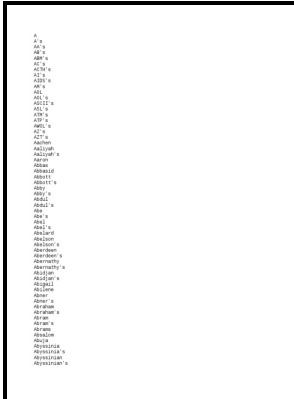 A
A's
AA's
AB's
ABM's
AC's
ACTH's
AI's
AIDS's
AM's
AOL
AOL's
ASCII's
ASL's
ATM's
ATP's
AWOL's
AZ's
AZT's
Aachen
Aaliyah
Aaliyah's
Aaron
Abbas
Abbasid
Abbott
Abbott's
Abby
Abby's
Abdul
Abdul's
Abe
Abe's
Abel
Abel's
Abelard
Abelson
Abelson's
Aberdeen
Aberdeen's
Abernathy
Abernathy's
Abidjan
Abidjan's
Abigail
Abilene
Abner
Abner's
Abraham
Abraham's
Abram
Abram's
Abrams
Absalom
Abuja
Abyssinia
Abyssinia's
Abyssinian
Abyssinian's